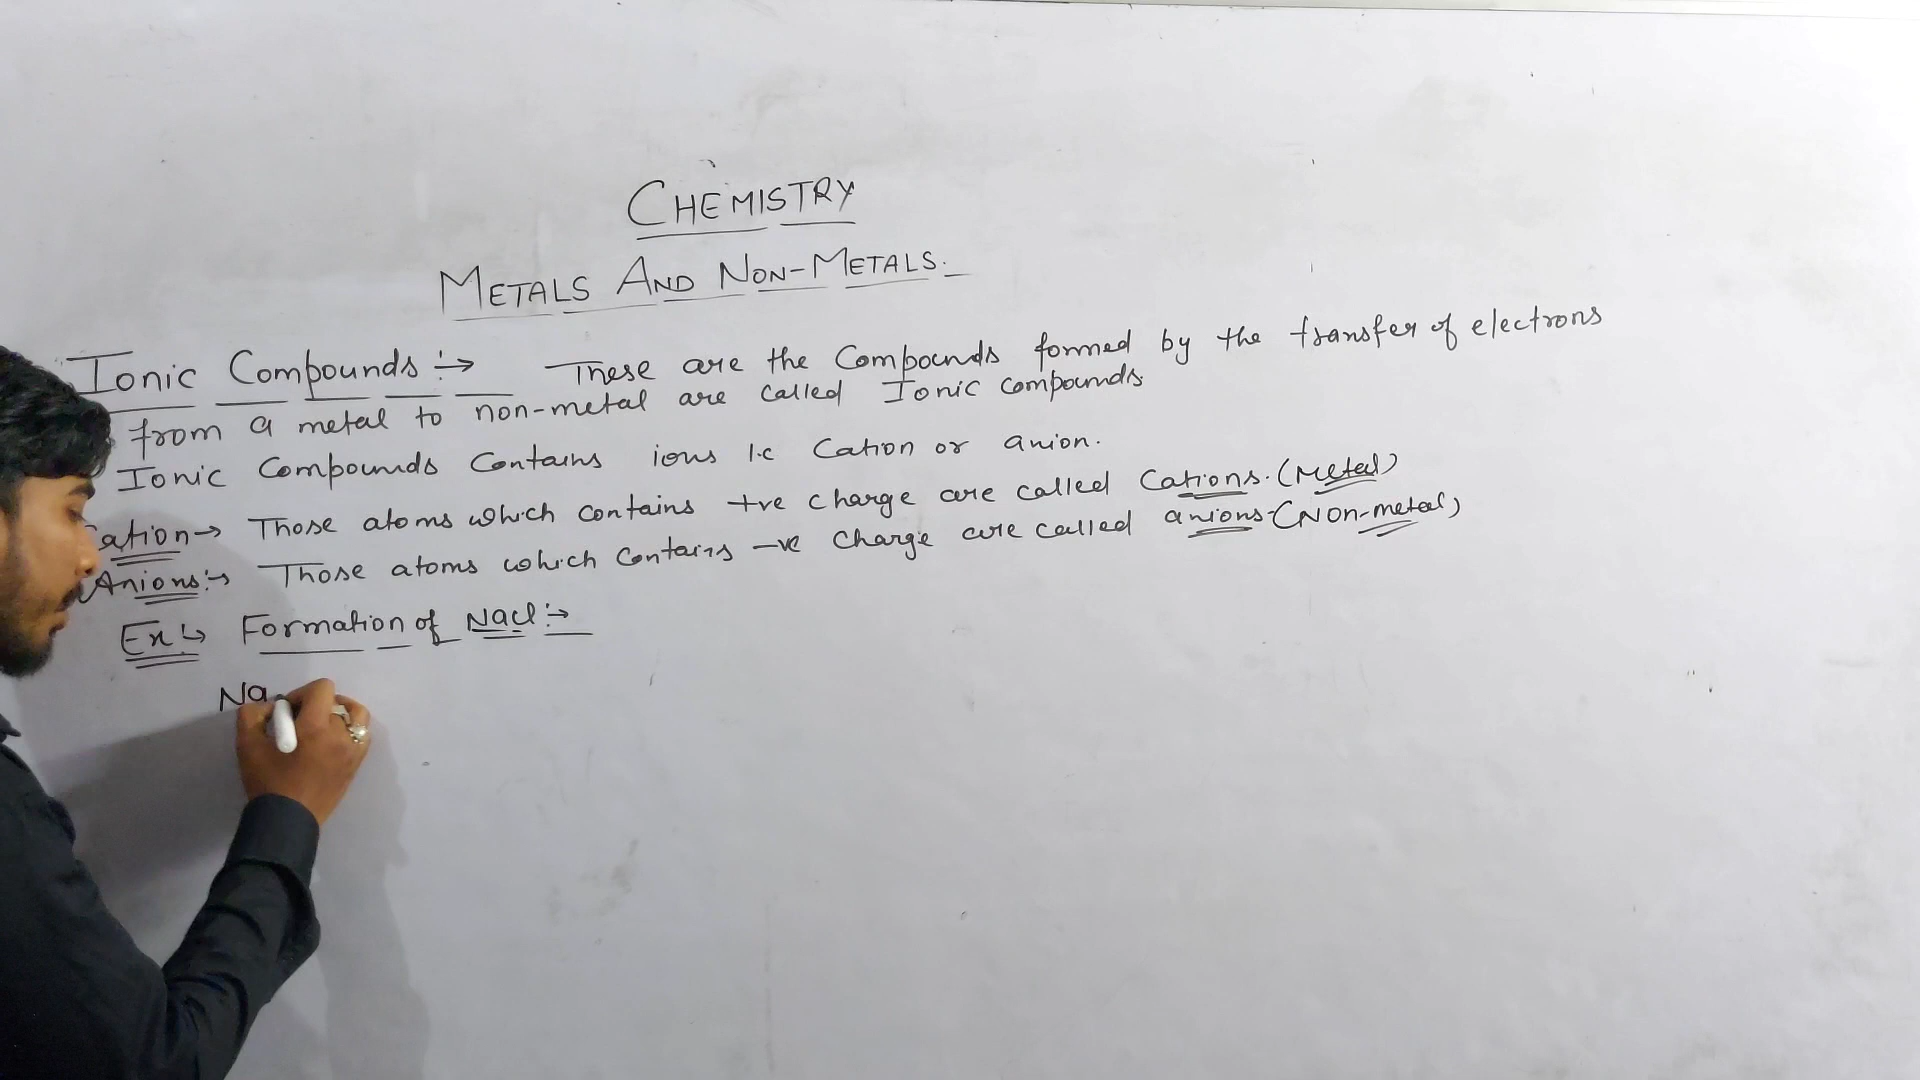 CHEMISTRY
METALS AND NON-METALS.
Ionic Compounds:→ These are the Compounds formed by the transfer of electrons
from a metal to non-metal are called Ionic compounds.
Ionic Compounds Contains ions i.e Cation or anion.
Cation→ Those atoms which contains +ve charge are called Cations. (Metal)
Anions:→ Those atoms which contains -ve charge are called anions-(Non-metal)
Ex:→ Formation of NaCl:→
Na